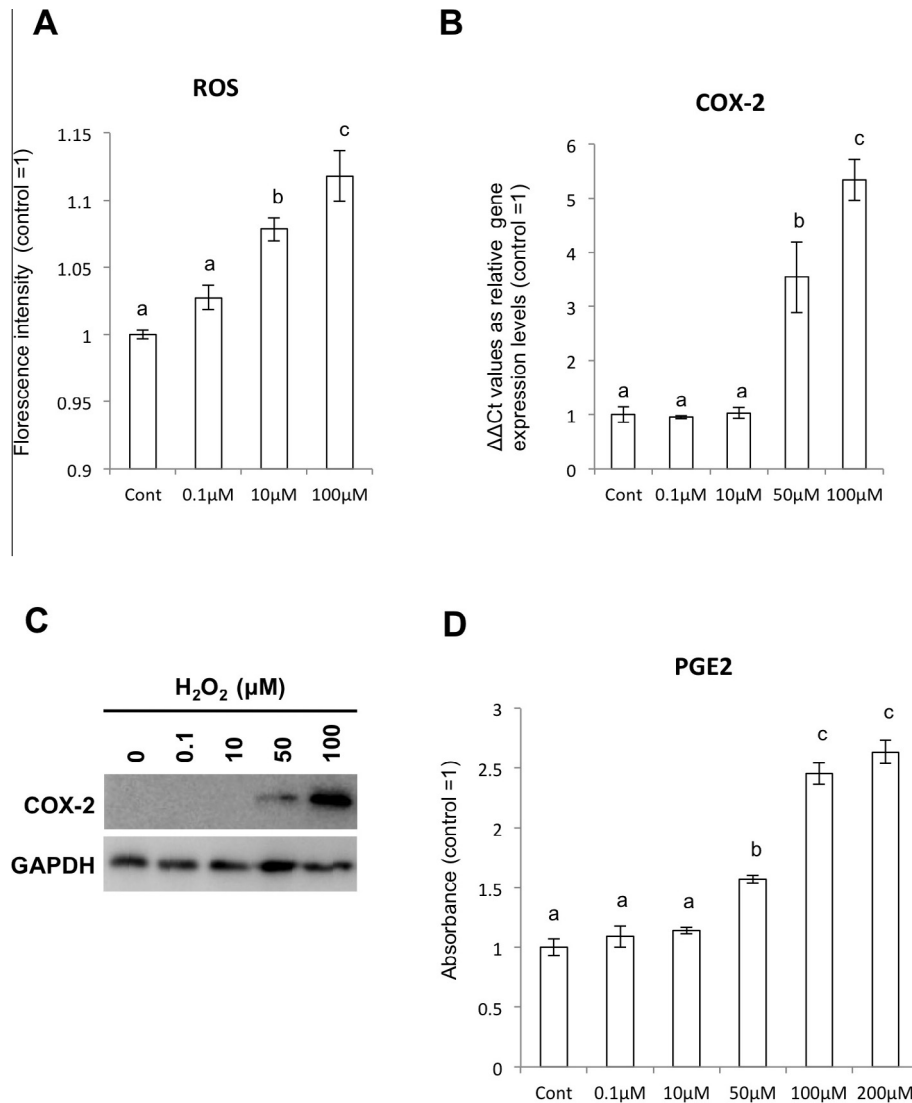 A
ROS
Florescence intensity (control =1)
1.15
1.1
1.05
1
0.95
0.9
a
a
b
c
Cont 0.1µM 10µM 100µM
B
COX-2
ΔΔCt values as relative gene
expression levels (control =1)
6
5
4
3
2
1
0
a
a
a
b
c
Cont 0.1µM 10µM 50µM 100µM
C
H₂O₂ (µM)
0 0.1 10 50 100
COX-2
GAPDH
D
PGE2
Absorbance (control =1)
3
2.5
2
1.5
1
0.5
0
a
a
a
b
c
c
Cont 0.1µM 10µM 50µM 100µM 200µM